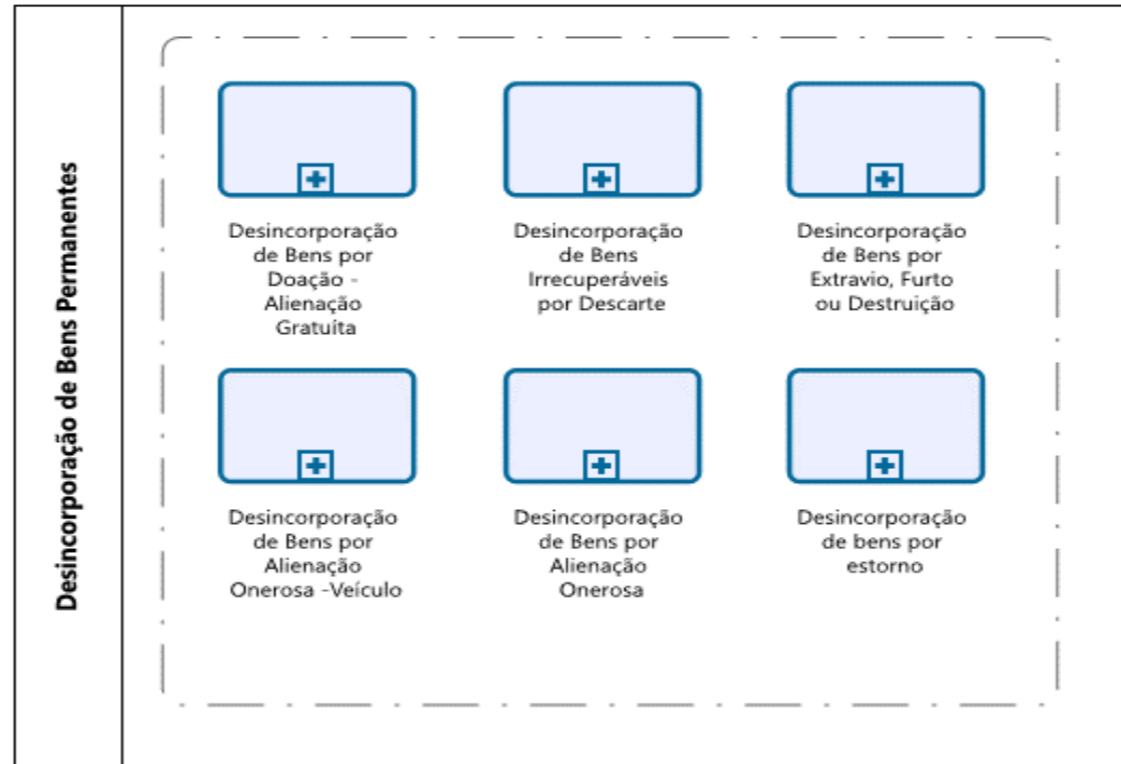 Desincorporação de Bens Permanentes
Desincorporação
de Bens por
Doação -
Alienação
Gratuíta
Desincorporação
de Bens
Irrecuperáveis
por Descarte
Desincorporação
de Bens por
Extravio, Furto
ou Destruição
Desincorporação
de Bens por
Alienação
Onerosa -Veículo
Desincorporação
de Bens por
Alienação
Onerosa
Desincorporação
de bens por
estorno